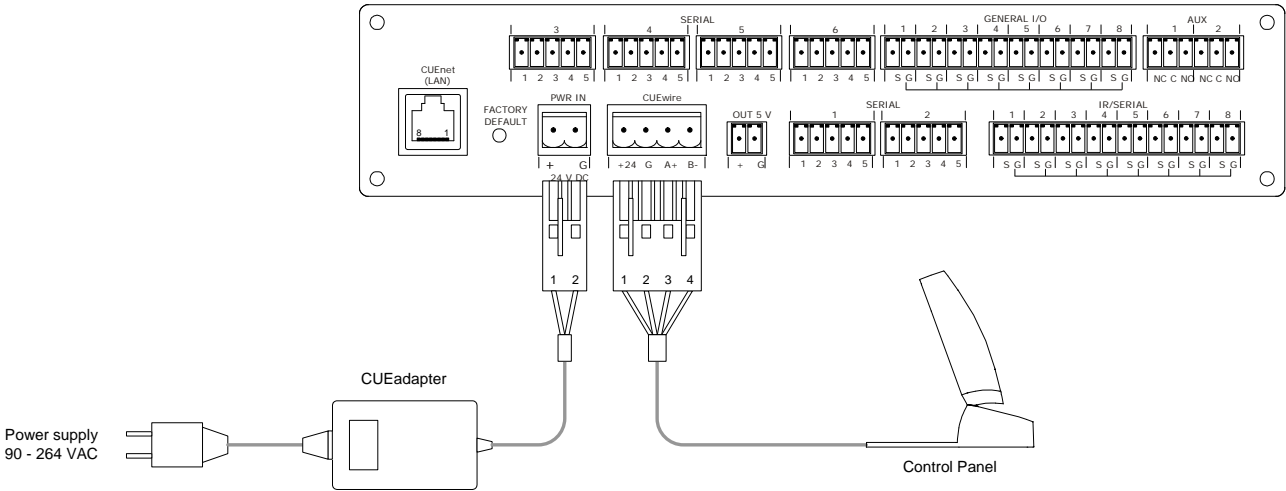 SERIAL
3 4 5 6
1 2 3 4 5 1 2 3 4 5 1 2 3 4 5 1 2 3 4 5
GENERAL I/O
1 2 3 4 5 6 7 8
S G S G S G S G S G S G S G S G
AUX
1 2
NC C NO NC C NO
CUEnet
(LAN)
8 1
FACTORY
DEFAULT
PWR IN
+ G
24 V DC
CUEwire
+24 G A+ B-
OUT 5 V
+ G
SERIAL
1 2
1 2 3 4 5 1 2 3 4 5
IR/SERIAL
1 2 3 4 5 6 7 8
S G S G S G S G S G S G S G S G
1 2
1 2 3 4
CUEadapter
Power supply
90 - 264 VAC
Control Panel